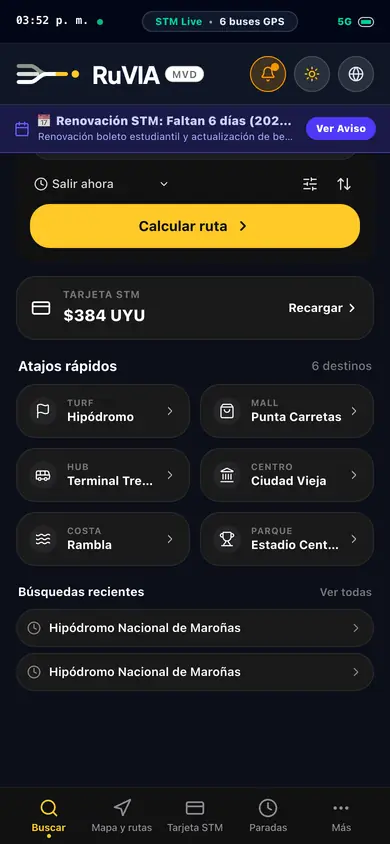 03:52 p. m.
STM Live • 6 buses GPS
5G
RuVIA MVD
📅 Renovación STM: Faltan 6 días (202...
Renovación boleto estudiantil y actualización de be...
Ver Aviso
Salir ahora
Calcular ruta
TARJETA STM
$384 UYU
Recargar
Atajos rápidos
6 destinos
TURF
Hipódromo
MALL
Punta Carretas
HUB
Terminal Tre...
CENTRO
Ciudad Vieja
COSTA
Rambla
PARQUE
Estadio Cent...
Búsquedas recientes
Ver todas
Hipódromo Nacional de Maroñas
Hipódromo Nacional de Maroñas
Buscar
Mapa y rutas
Tarjeta STM
Paradas
Más